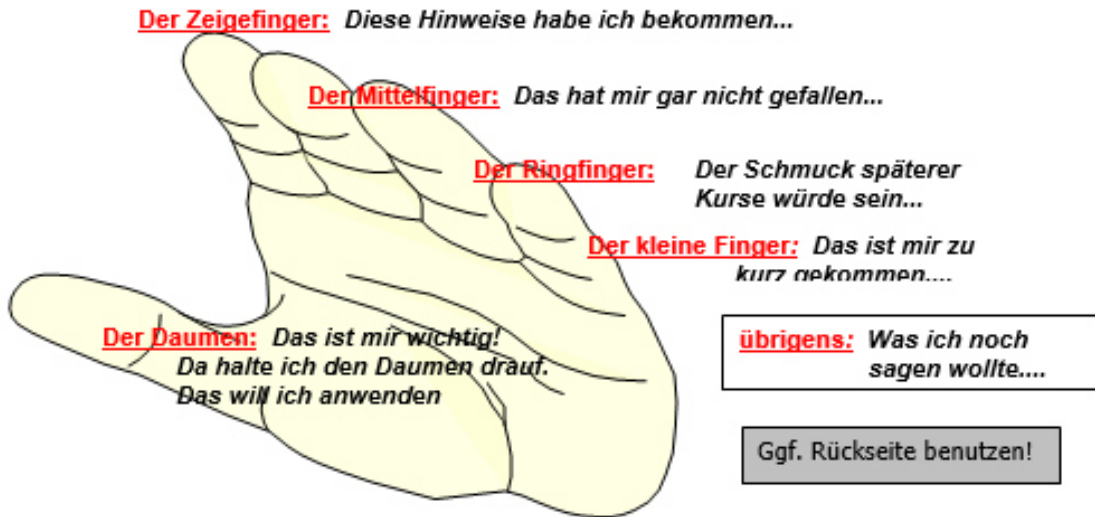 Der Zeigefinger: Diese Hinweise habe ich bekommen...
Der Mittelfinger: Das hat mir gar nicht gefallen...
Der Ringfinger: Der Schmuck späterer
Kurse würde sein...
Der kleine Finger: Das ist mir zu
kurz gekommen....
Der Daumen: Das ist mir wichtig!
Da halte ich den Daumen drauf.
Das will ich anwenden
übrigens: Was ich noch
sagen wollte....
Ggf. Rückseite benutzen!